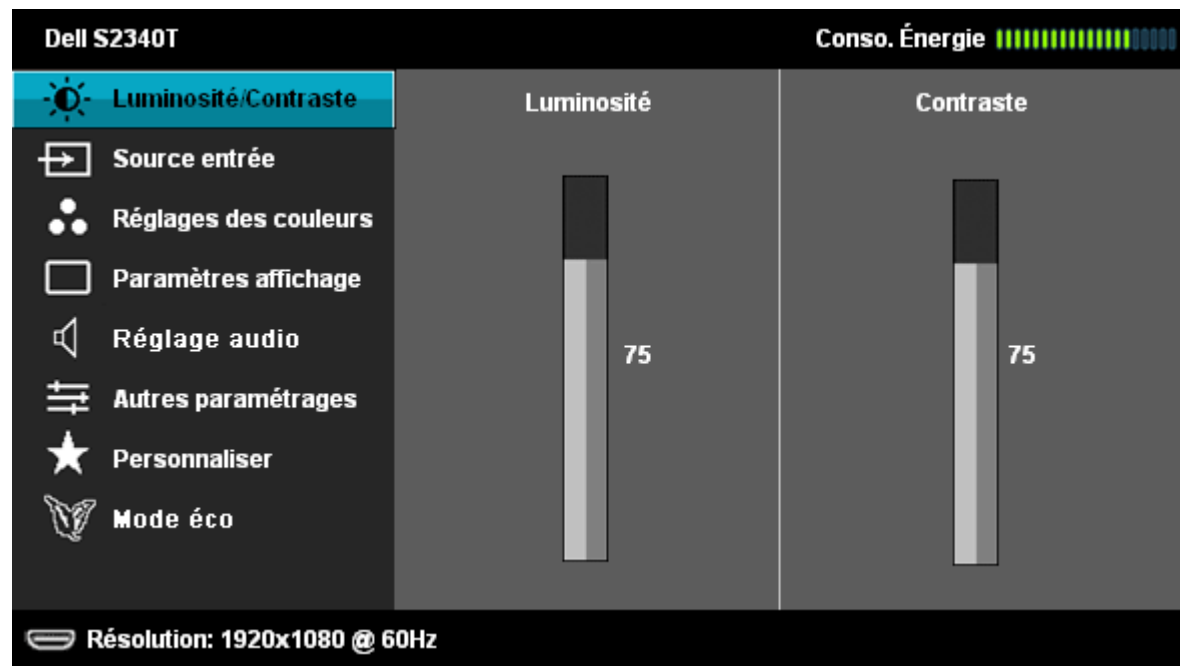 Dell S2340T
Conso. Énergie
Luminosité/Contraste
Luminosité
Contraste
Source entrée
Réglages des couleurs
Paramètres affichage
Réglage audio
75
75
Autres paramétrages
Personnaliser
Mode éco
Résolution: 1920x1080 @ 60Hz